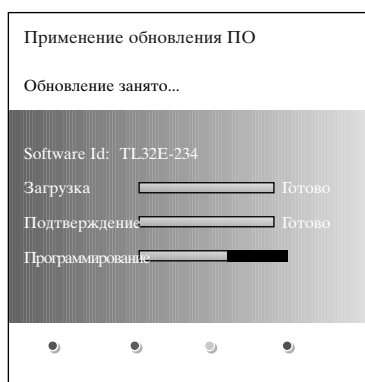 Применение обновления ПО
Обновление занято...
Software Id: TL32E-234
Загрузка Готово
Подтверждение Готово
Программирование